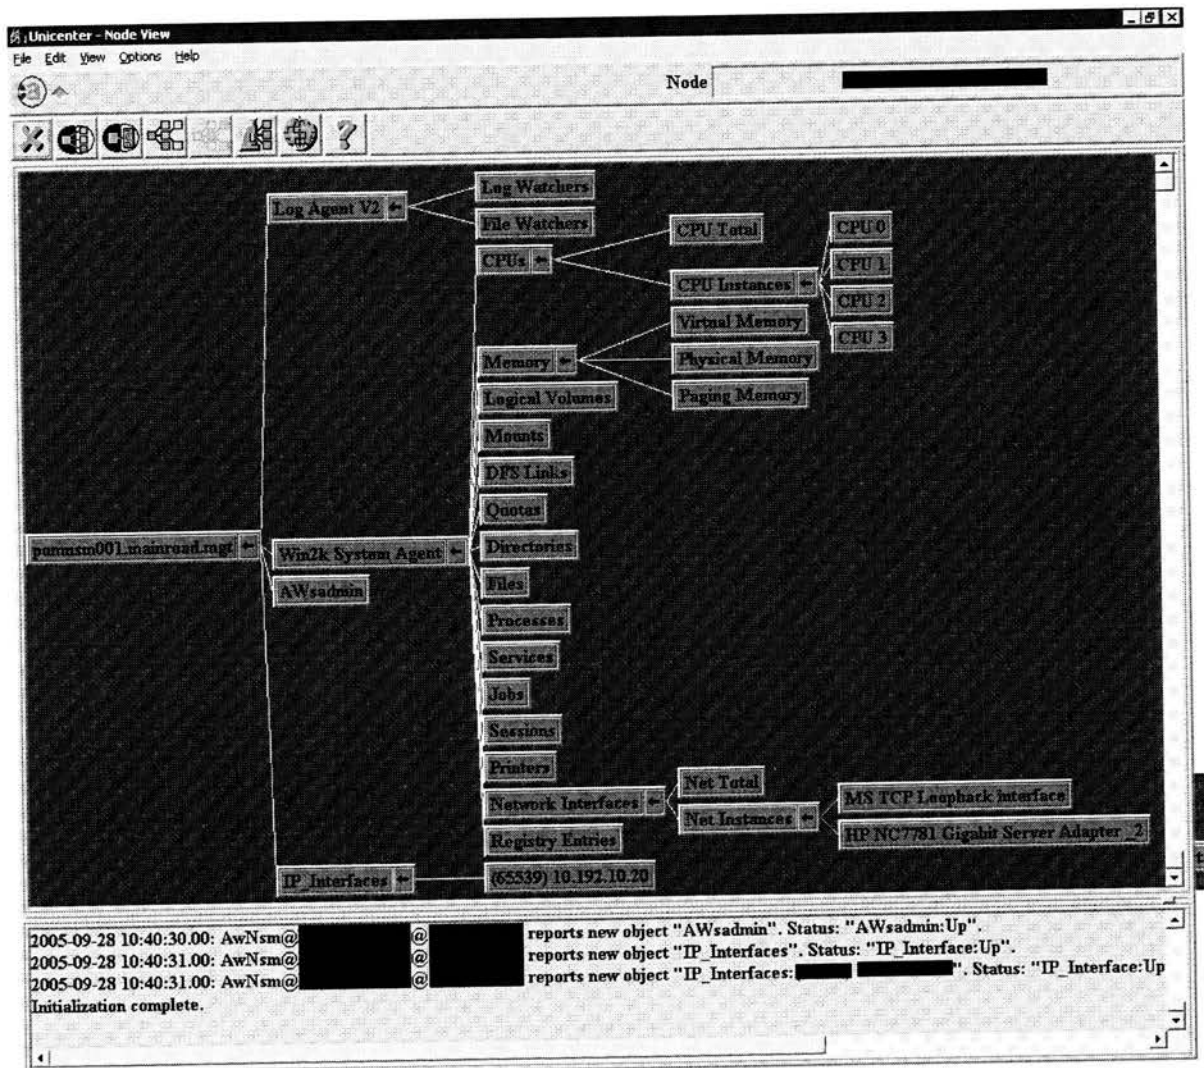 Unicenter - Node View
File Edit View Options Help
Node
Log Agent V2
Log Watchers
File Watchers
CPUs
CPU Total
CPU 0
CPU 1
CPU Instances
CPU 2
CPU 3
Virtual Memory
Memory
Physical Memory
Paging Memory
Logical Volumes
Mounts
DFS Links
Quotas
Win2k System Agent
Directories
AWsadmin
Files
Processes
Services
Jobs
Sessions
Printers
Network Interfaces
Net Total
Net Instances
MS TCP Loopback interface
HP NC7781 Gigabit Server Adapter _2
Registry Entries
IP_Interfaces
(65539) 10.192.10.20
2005-09-28 10:40:30.00: AwNsm@ @ reports new object "AWsadmin". Status: "AWsadmin:Up".
2005-09-28 10:40:31.00: AwNsm@ @ reports new object "IP_Interfaces". Status: "IP_Interface:Up".
2005-09-28 10:40:31.00: AwNsm@ @ reports new object "IP_Interfaces: ". Status: "IP_Interface:Up
Initialization complete.